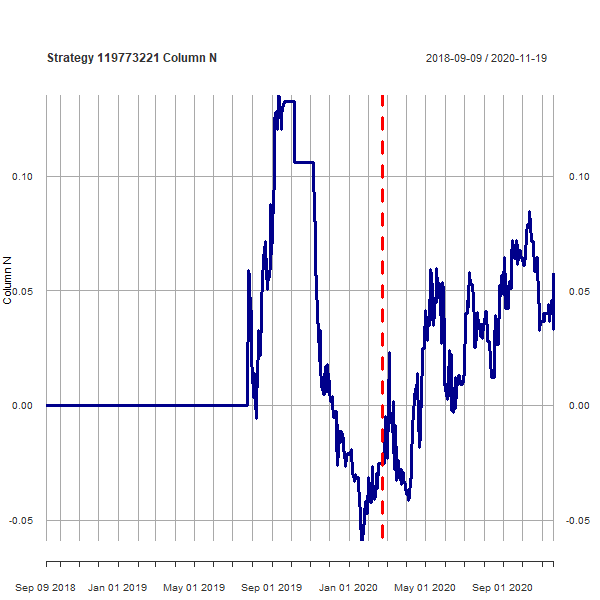 Strategy 119773221 Column N 2018-09-09 / 2020-11-19
0.10 0.10
0.05 0.05
Column N
0.00 0.00
-0.05 -0.05
Sep 09 2018 Jan 01 2019 May 01 2019 Sep 01 2019 Jan 01 2020 May 01 2020 Sep 01 2020